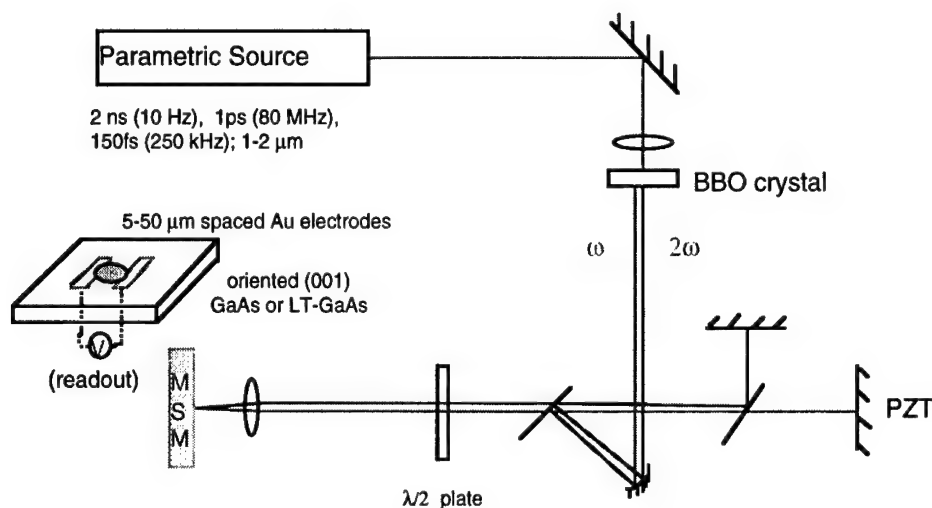 Parametric Source
2 ns (10 Hz), 1ps (80 MHz),
150fs (250 kHz); 1-2 μm
BBO crystal
5-50 μm spaced Au electrodes
ω 2ω
oriented (001)
GaAs or LT-GaAs
V
(readout)
M
S
M
PZT
λ/2 plate